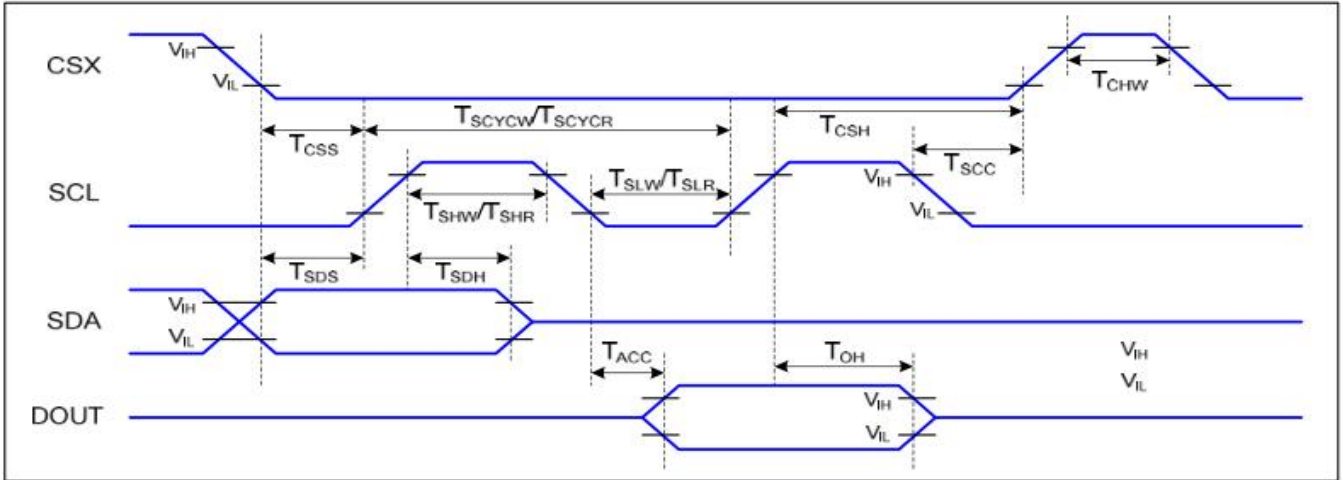 CSX
VIH
VIL
TCHW
TSCYCW/TSCYCR
TCSS
TCSH
TSCC
SCL
TSLW/TSLR
VIH
TSHW/TSHR
VIL
TSDS
TSDH
SDA
VIH
VIL
TACC
TOH
VIH
VIL
DOUT
VIH
VIL